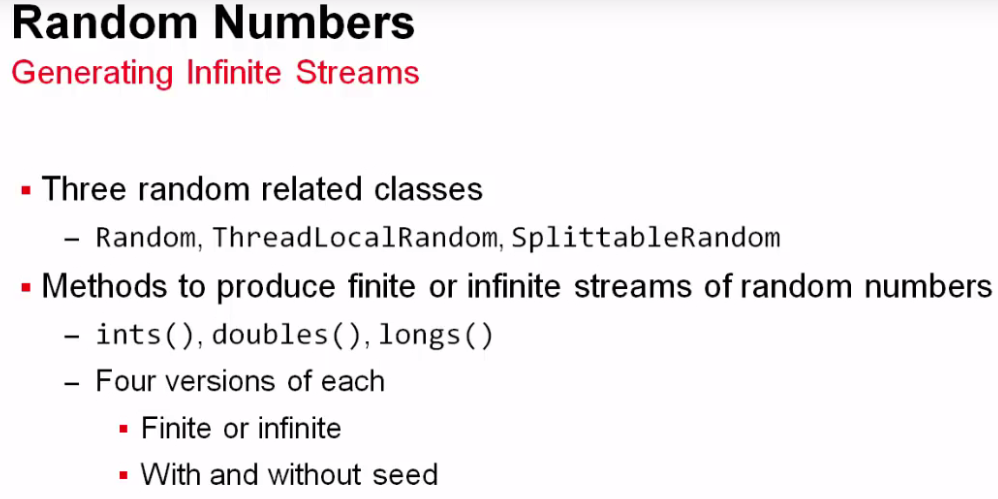 Random Numbers
Generating Infinite Streams
▪ Three random related classes
– Random, ThreadLocalRandom, SplittableRandom
▪ Methods to produce finite or infinite streams of random numbers
– ints(), doubles(), longs()
– Four versions of each
▪ Finite or infinite
▪ With and without seed